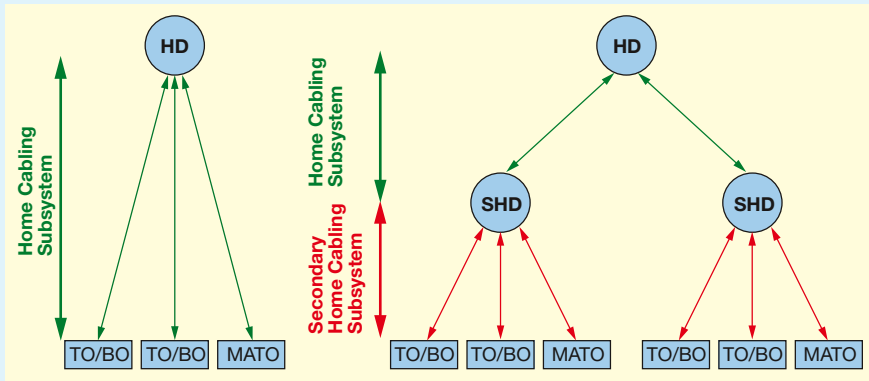 HD
Home Cabling
Subsystem
TO/BO
TO/BO
MATO
HD
Home Cabling
Subsystem
SHD
SHD
Secondary
Home Cabling
Subsystem
TO/BO
TO/BO
MATO
TO/BO
TO/BO
MATO